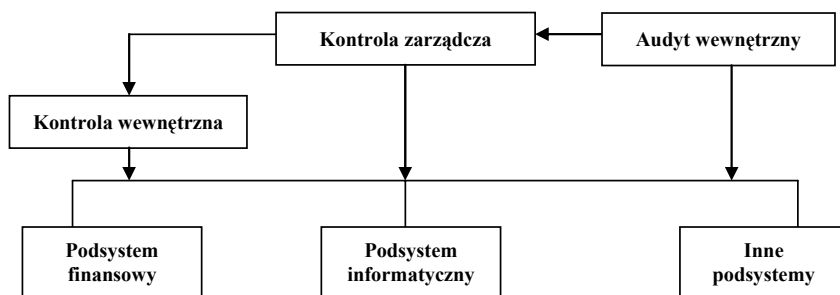 Kontrola zarządcza
Audyt wewnętrzny
Kontrola wewnętrzna
Podsystem
finansowy
Podsystem
informatyczny
Inne
podsystemy